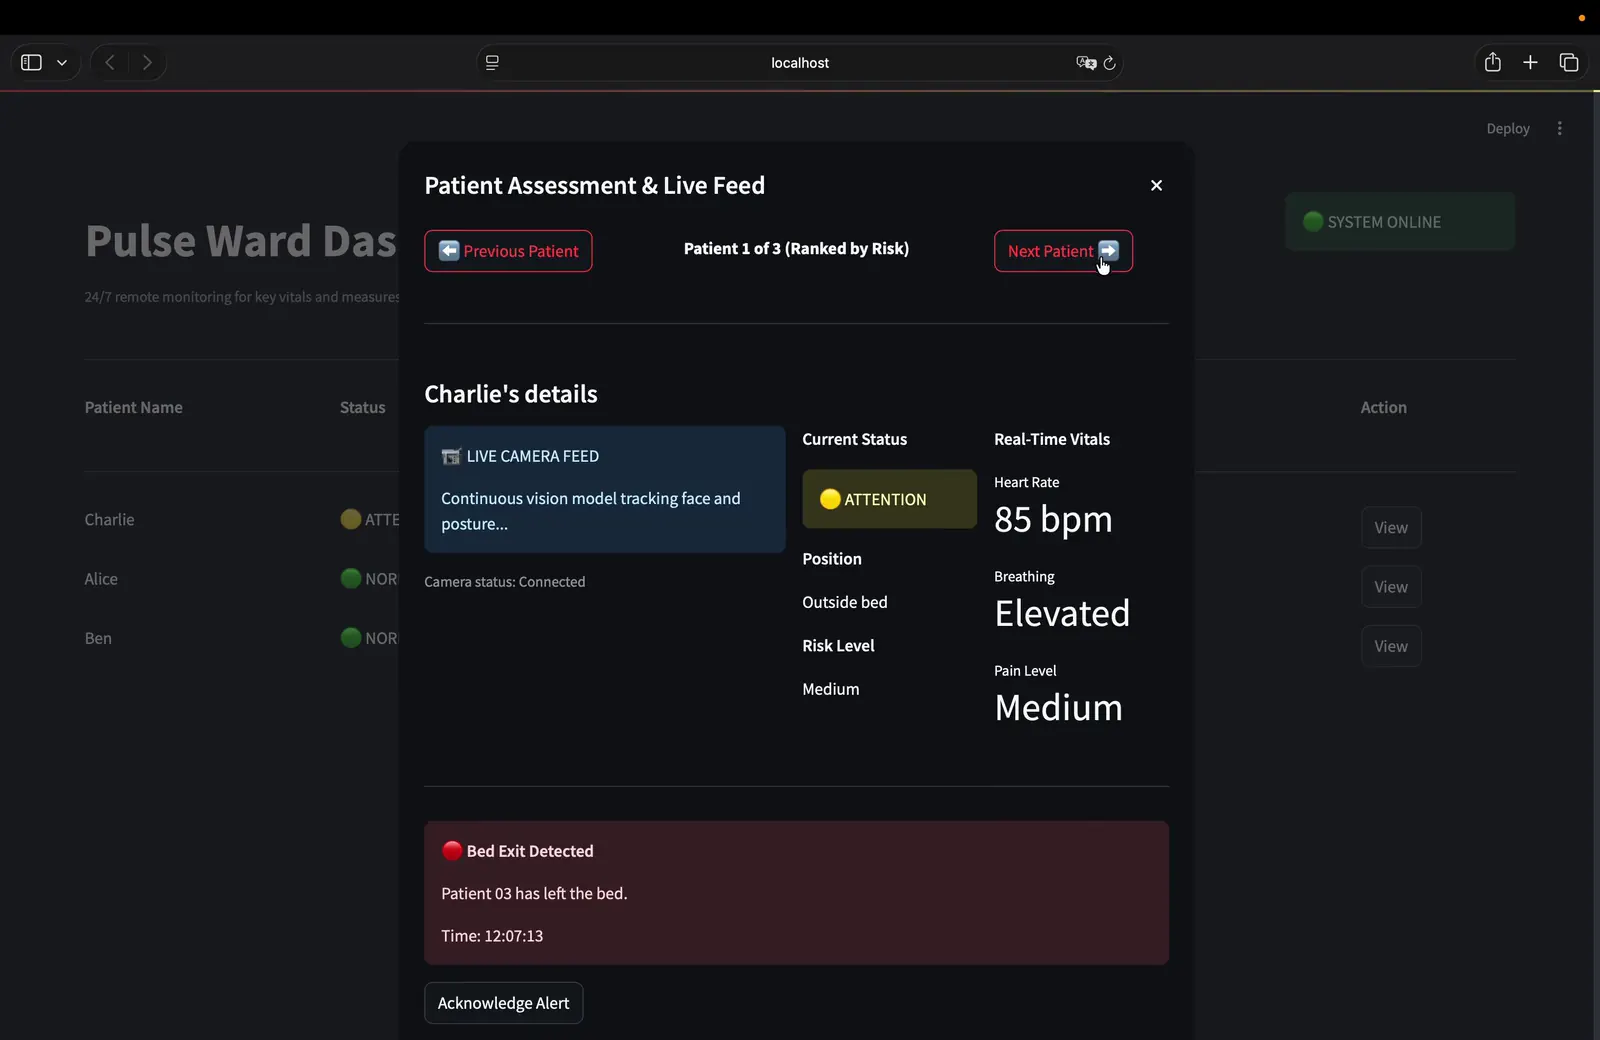 localhost
Deploy
Patient Assessment & Live Feed
Previous Patient
Patient 1 of 3 (Ranked by Risk)
Next Patient
Pulse Ward Das
24/7 remote monitoring for key vitals and measures
SYSTEM ONLINE
Patient Name
Status
Action
Charlie
ATTE
View
Alice
NOR
View
Ben
NOR
View
Charlie's details
LIVE CAMERA FEED
Continuous vision model tracking face and
posture...
Camera status: Connected
Current Status
ATTENTION
Position
Outside bed
Risk Level
Medium
Real-Time Vitals
Heart Rate
85 bpm
Breathing
Elevated
Pain Level
Medium
Bed Exit Detected
Patient 03 has left the bed.
Time: 12:07:13
Acknowledge Alert